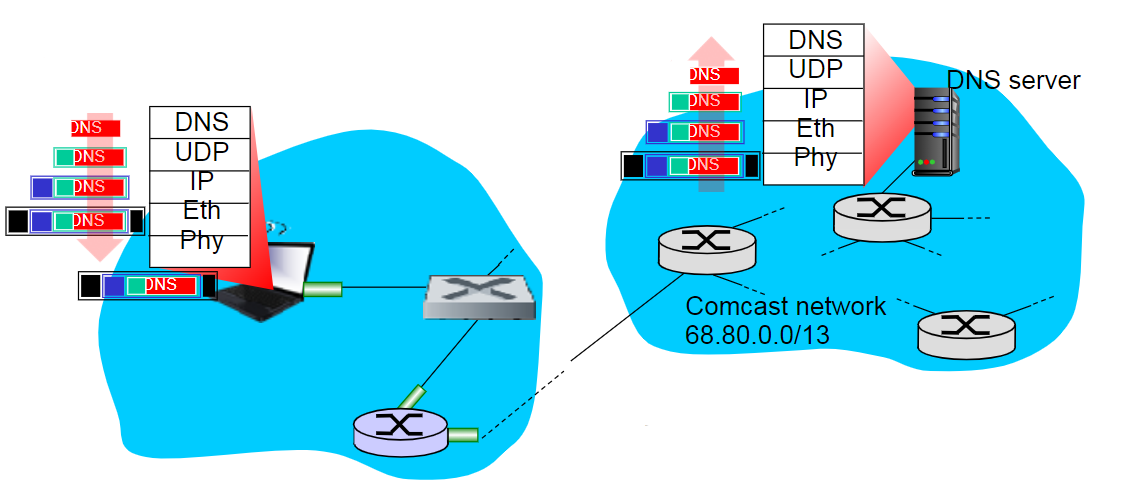 DNS
DNS
DNS
DNS
DNS
DNS
UDP
IP
Eth
Phy
DNS
DNS
DNS
DNS
DNS
UDP
IP
Eth
Phy
DNS server
Comcast network
68.80.0.0/13